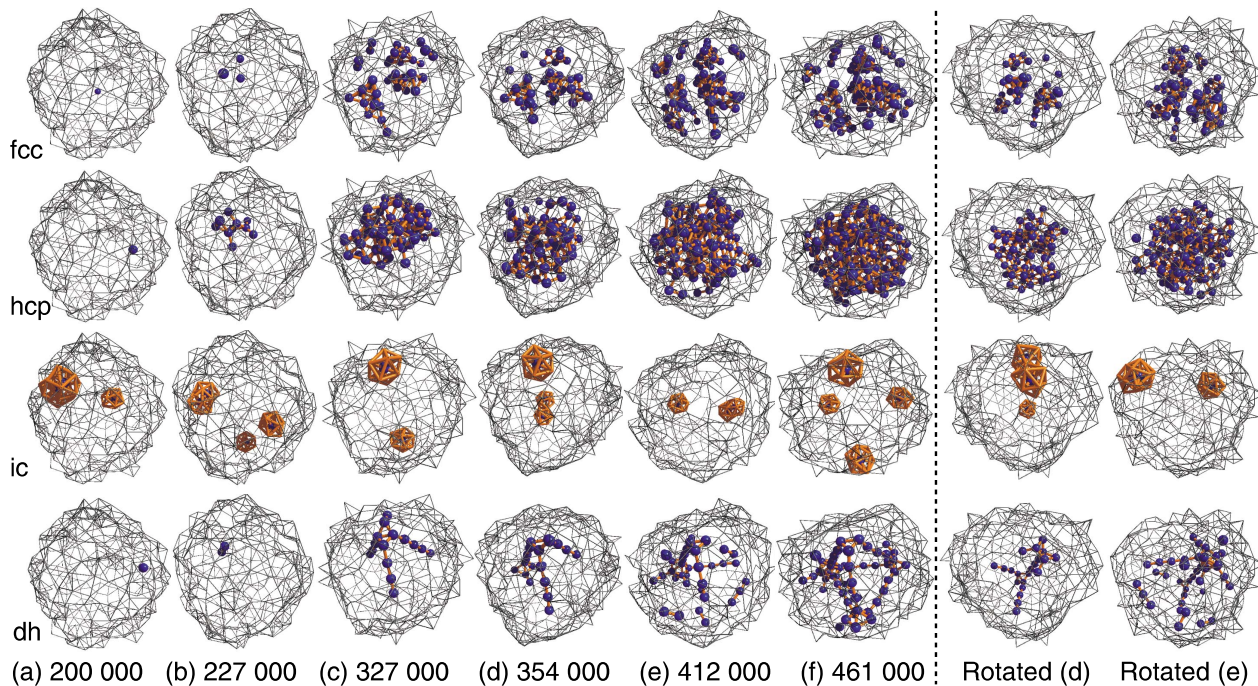 fcc
hcp
ic
dh
(a) 200 000 (b) 227 000 (c) 327 000 (d) 354 000 (e) 412 000 (f) 461 000 Rotated (d) Rotated (e)